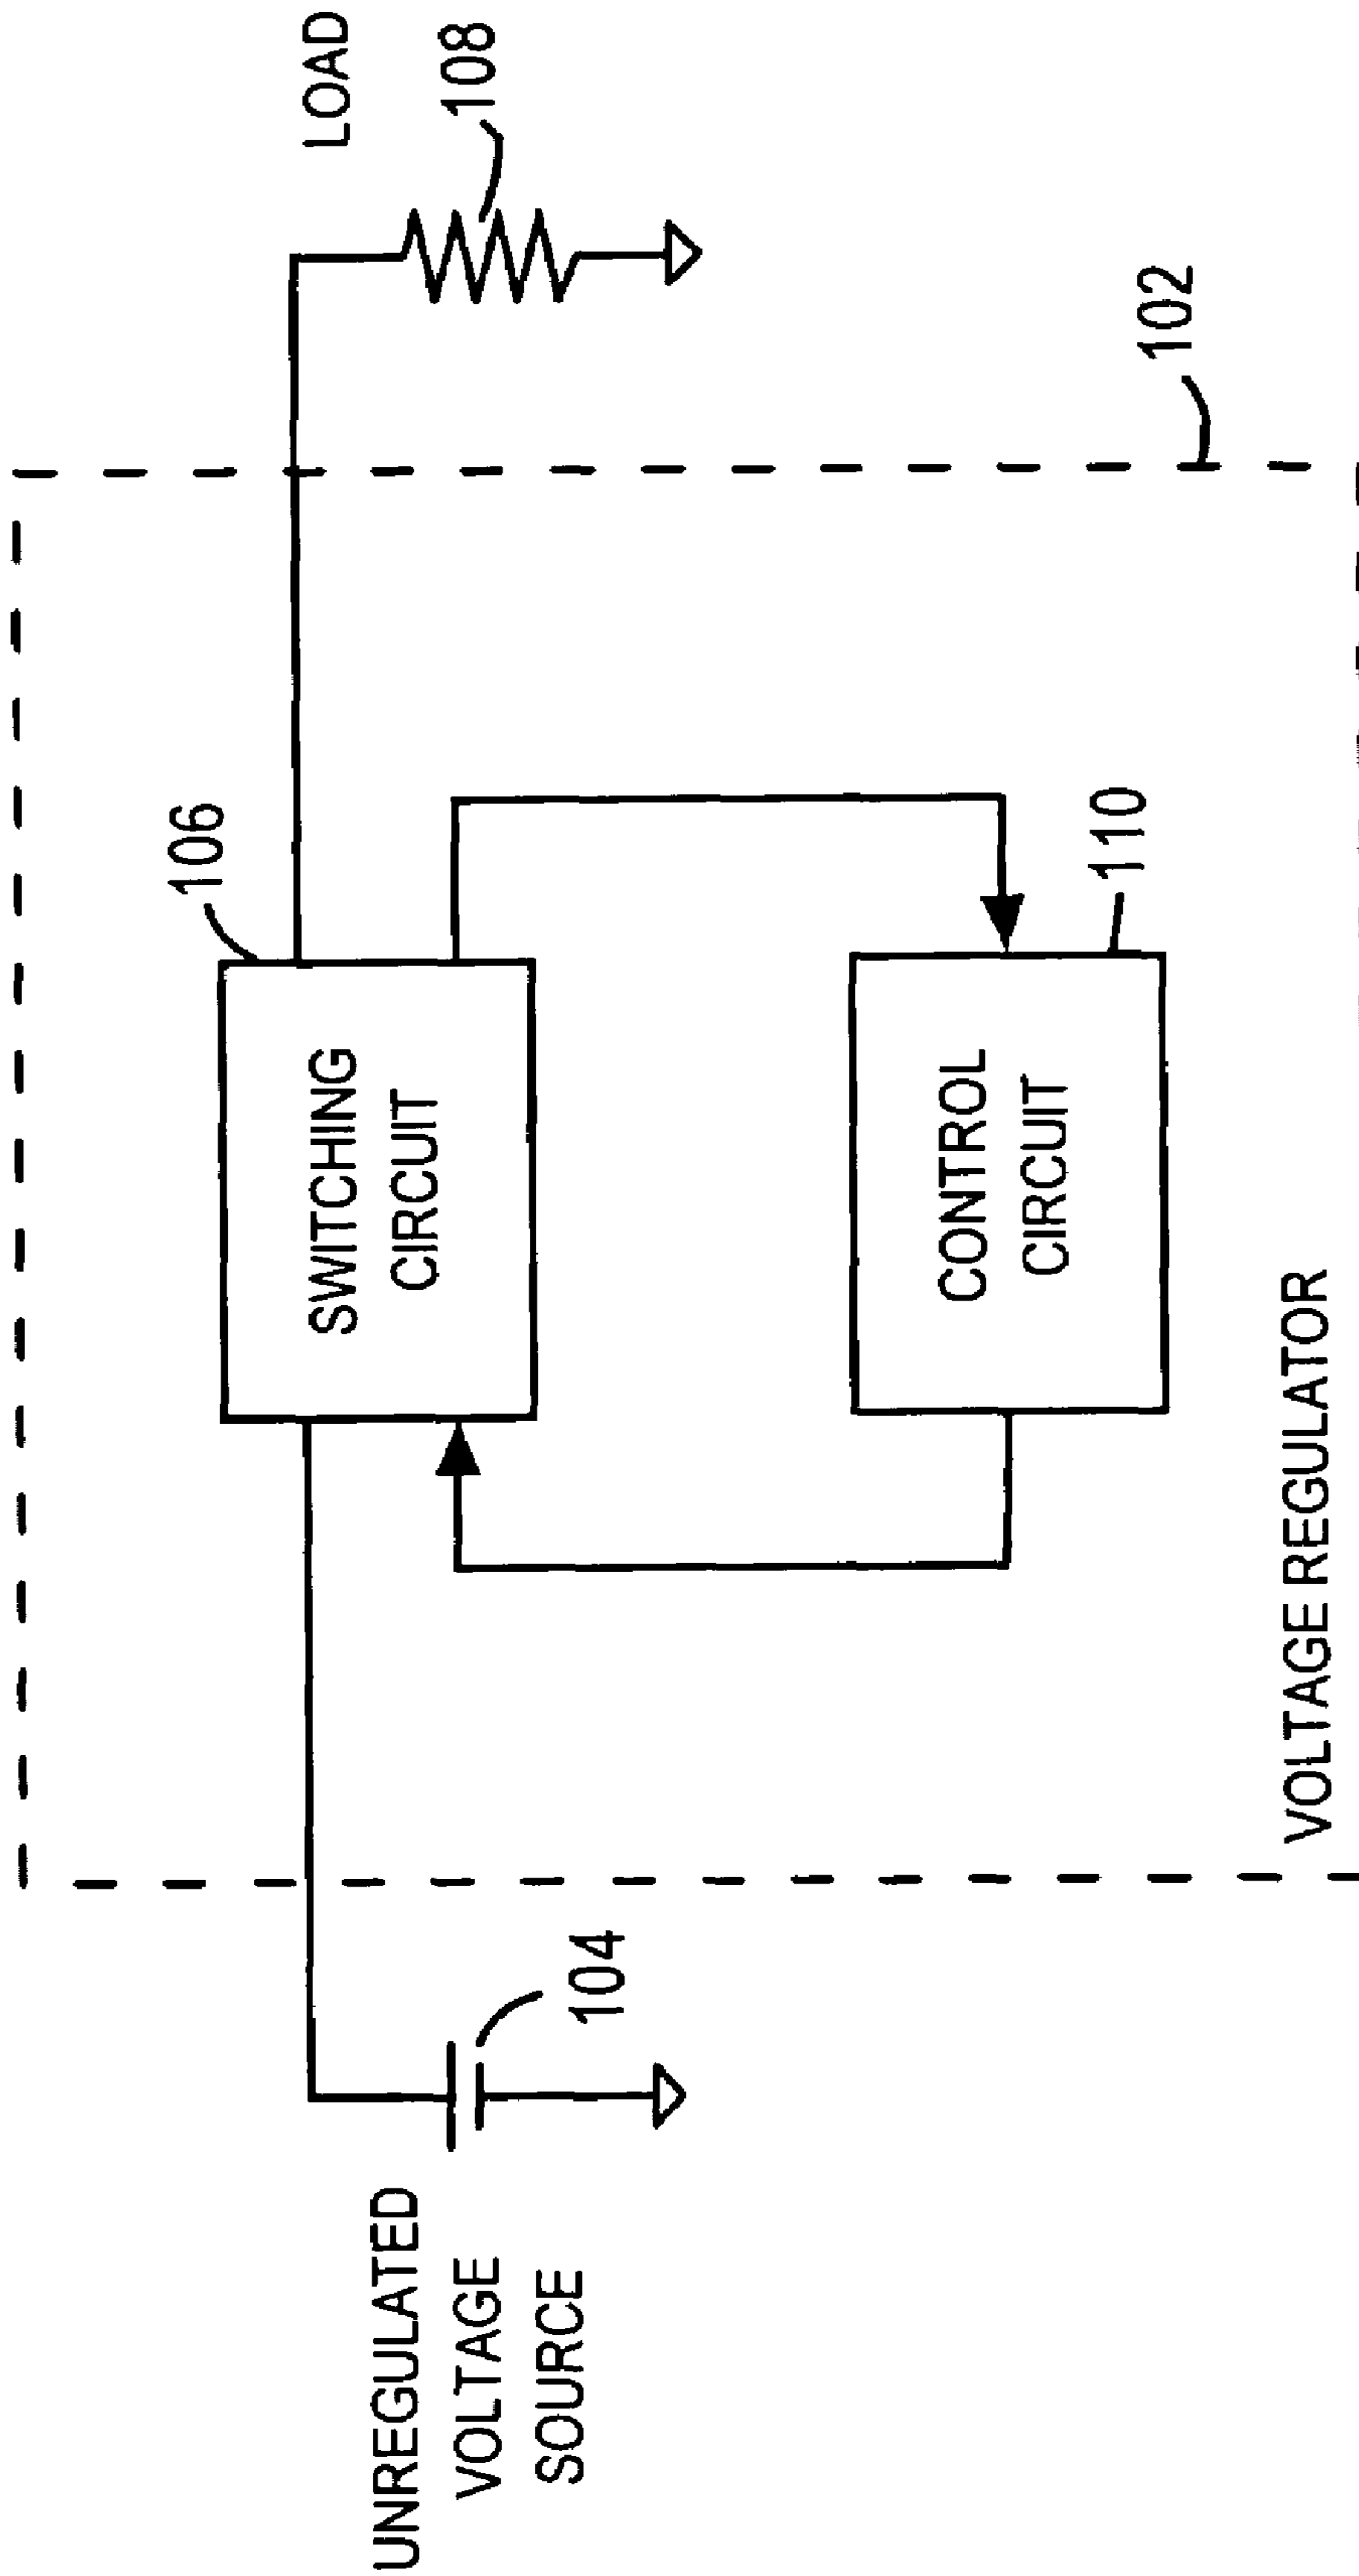 UNREGULATED
VOLTAGE
SOURCE
104
106
SWITCHING
CIRCUIT
LOAD
108
CONTROL
CIRCUIT
110
102
VOLTAGE REGULATOR